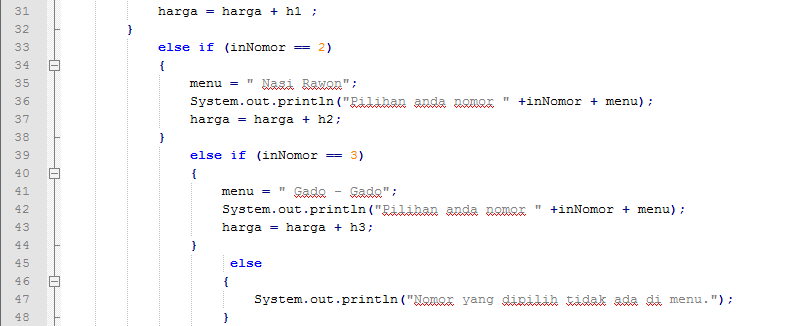 31 harga = harga + h1 ;
32 }
33 else if (inNomor == 2)
34 {
35 menu = " Nasi Rawon";
36 System.out.println("Pilihan anda nomor " +inNomor + menu);
37 harga = harga + h2;
38 }
39 else if (inNomor == 3)
40 {
41 menu = " Gado - Gado";
42 System.out.println("Pilihan anda nomor " +inNomor + menu);
43 harga = harga + h3;
44 }
45 else
46 {
47 System.out.println("Nomor yang dipilih tidak ada di menu.");
48 }